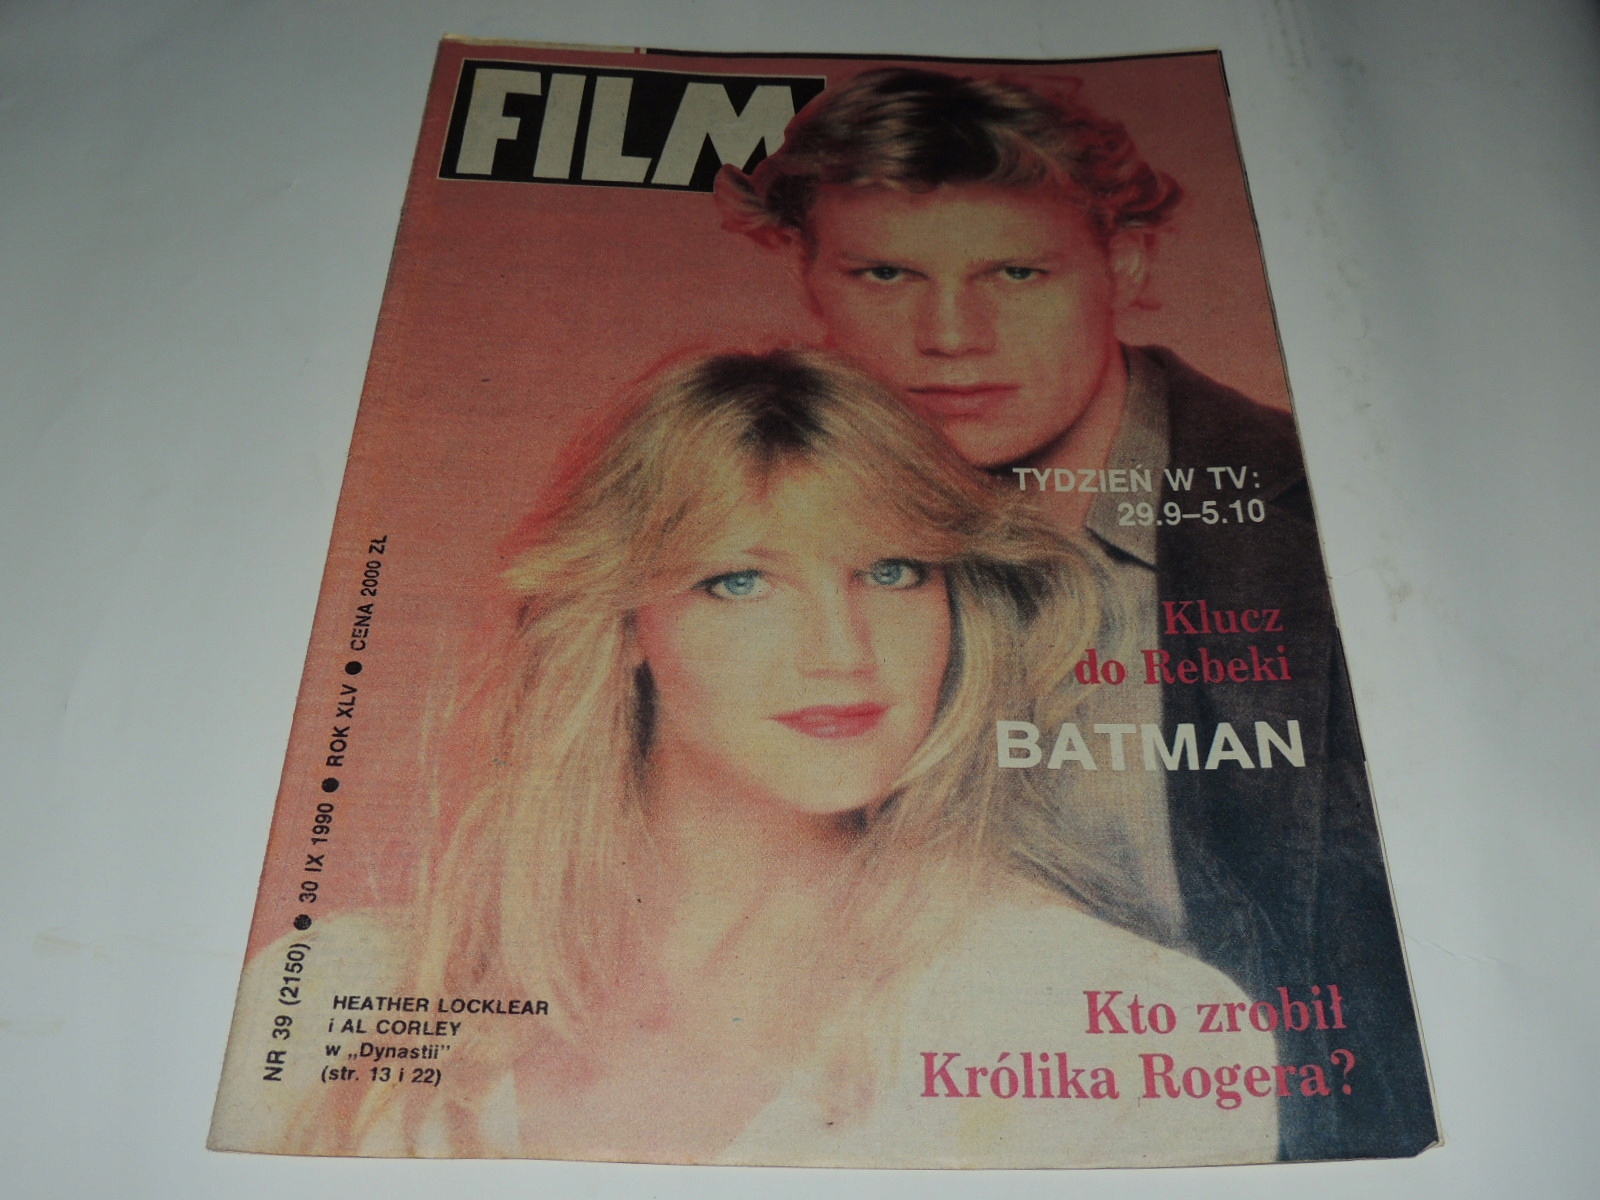 FILM
TYDZIEŃ W TV:
29.9–5.10
Klucz
do Rebeki
BATMAN
Kto zrobił
Królika Rogera?
HEATHER LOCKLEAR
i AL CORLEY
w „Dynastii”
(str. 13 i 22)
NR 39 (2150) ● 30 IX 1990 ● ROK XLV ● CENA 2000 ZŁ